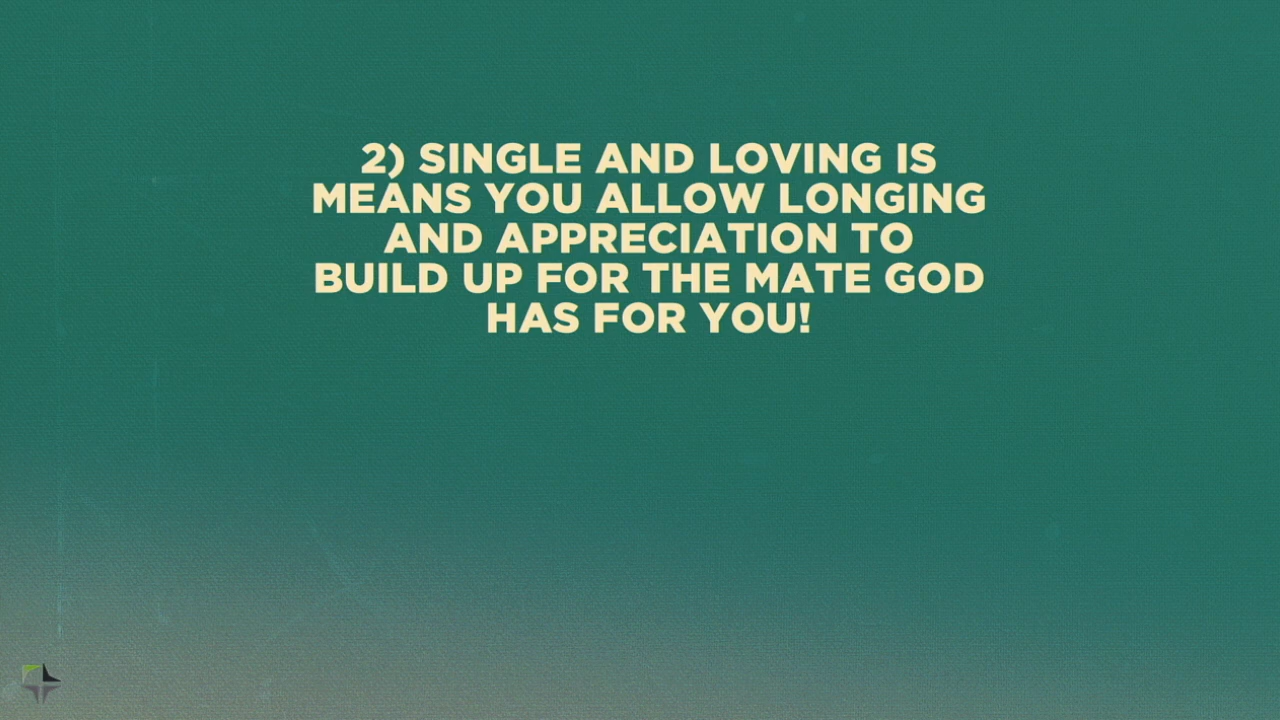 2) SINGLE AND LOVING IS
MEANS YOU ALLOW LONGING
AND APPRECIATION TO
BUILD UP FOR THE MATE GOD
HAS FOR YOU!